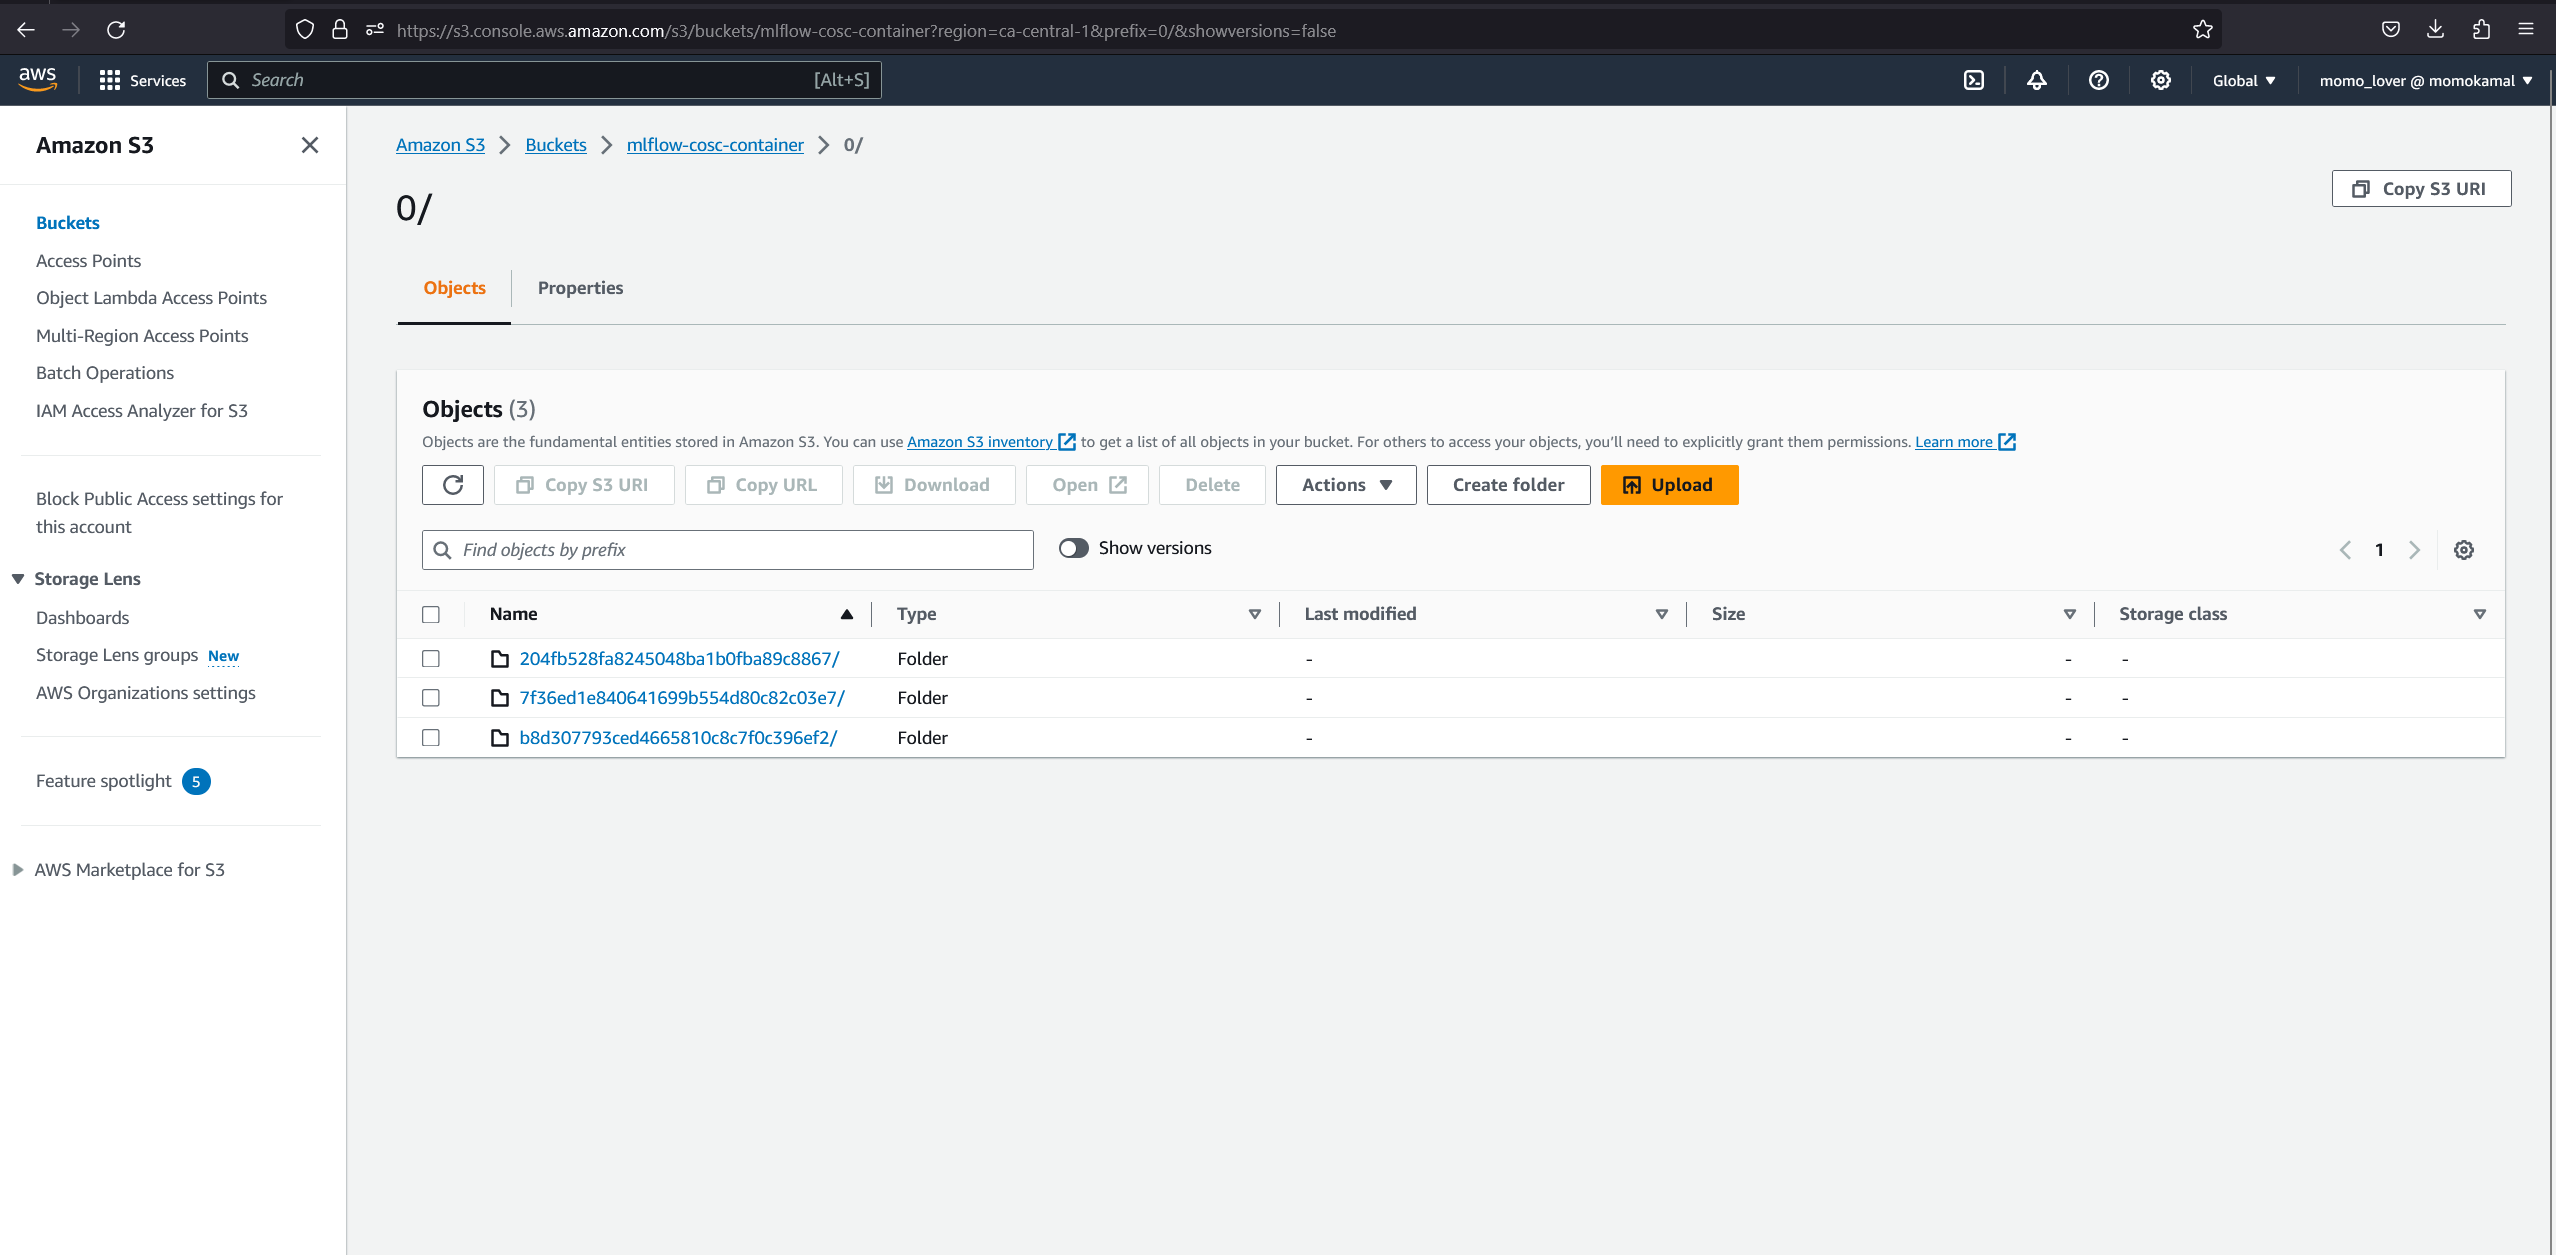 https://s3.console.aws.amazon.com/s3/buckets/mlflow-cosc-container?region=ca-central-1&prefix=0/&showversions=false
aws Services Search [Alt+S] Global momo_lover @ momokamal
Amazon S3
Buckets
Access Points
Object Lambda Access Points
Multi-Region Access Points
Batch Operations
IAM Access Analyzer for S3
Block Public Access settings for
this account
Storage Lens
Dashboards
Storage Lens groups New
AWS Organizations settings
Feature spotlight 5
AWS Marketplace for S3
Amazon S3 Buckets mlflow-cosc-container 0/
0/
Copy S3 URI
Objects Properties
Objects (3)
Objects are the fundamental entities stored in Amazon S3. You can use Amazon S3 inventory to get a list of all objects in your bucket. For others to access your objects, you'll need to explicitly grant them permissions. Learn more
Copy S3 URI Copy URL Download Open Delete Actions Create folder Upload
Find objects by prefix Show versions 1
Name Type Last modified Size Storage class
204fb528fa8245048ba1b0fba89c8867/ Folder - - -
7f36ed1e840641699b554d80c82c03e7/ Folder - - -
b8d307793ced4665810c8c7f0c396ef2/ Folder - - -